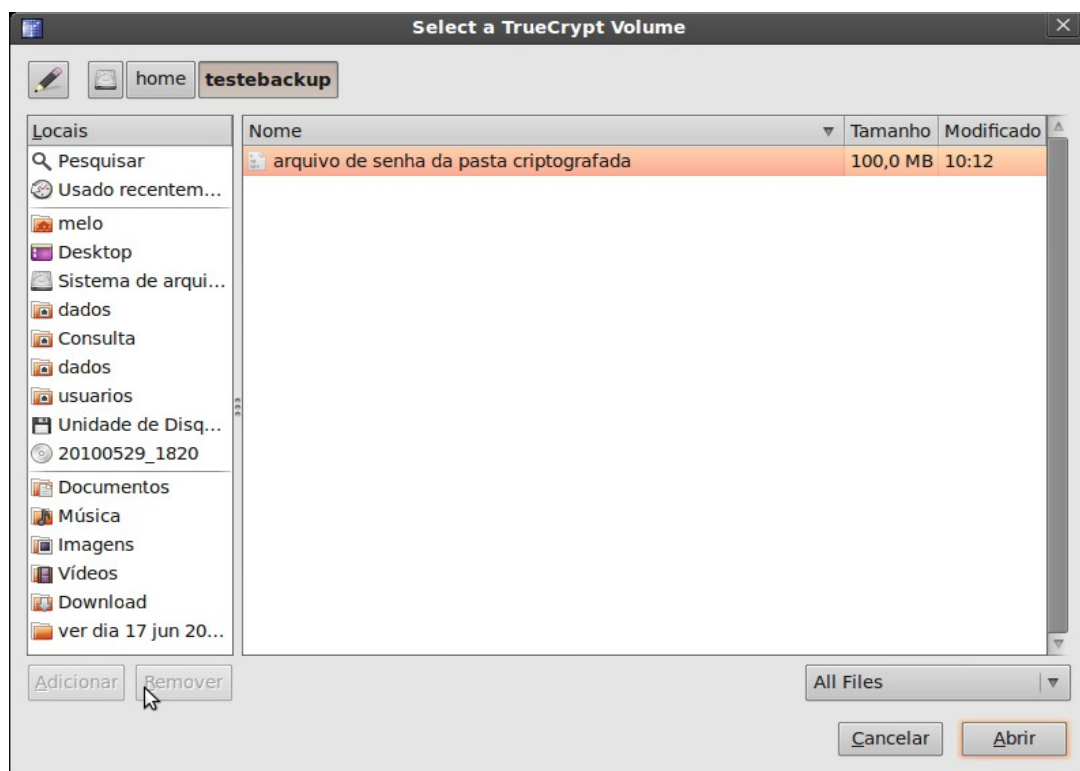 Select a TrueCrypt Volume
home testebackup
Locais
Nome Tamanho Modificado
Pesquisar
arquivo de senha da pasta criptografada 100,0 MB 10:12
Usado recentem...
melo
Desktop
Sistema de arqui...
dados
Consulta
dados
usuarios
Unidade de Disq...
20100529_1820
Documentos
Música
Imagens
Vídeos
Download
ver dia 17 jun 20...
Adicionar Remover All Files
Cancelar Abrir